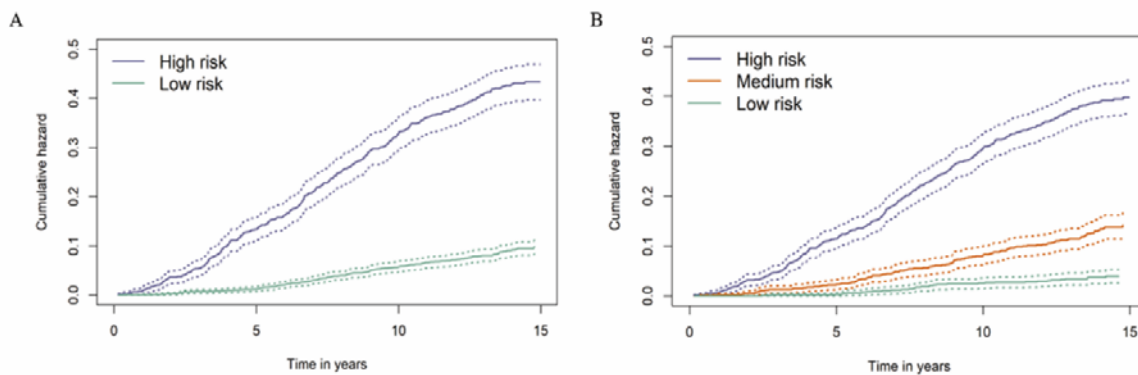 A
High risk
Low risk
0.5
0.4
0.3
0.2
0.1
0.0
Cumulative hazard
0 5 10 15
Time in years
B
High risk
Medium risk
Low risk
0.5
0.4
0.3
0.2
0.1
0.0
Cumulative hazard
0 5 10 15
Time in years